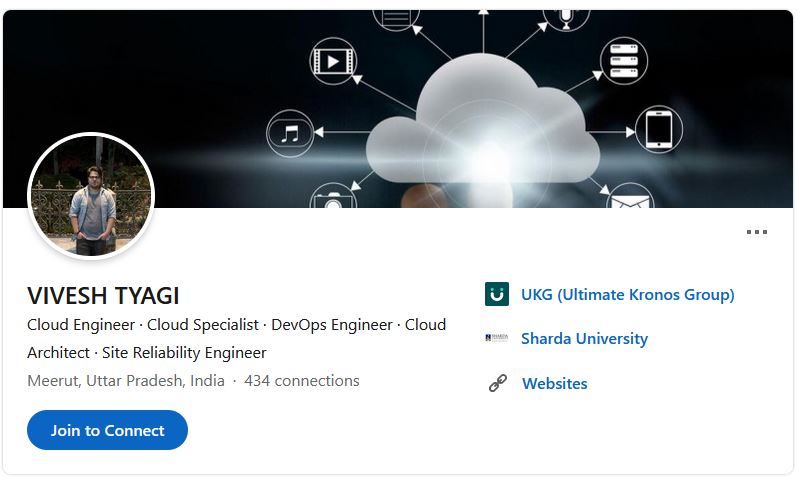 VIVESH TYAGI
Cloud Engineer · Cloud Specialist · DevOps Engineer · Cloud
Architect · Site Reliability Engineer
Meerut, Uttar Pradesh, India · 434 connections
Join to Connect
UKG (Ultimate Kronos Group)
SHARDA
Sharda University
Websites